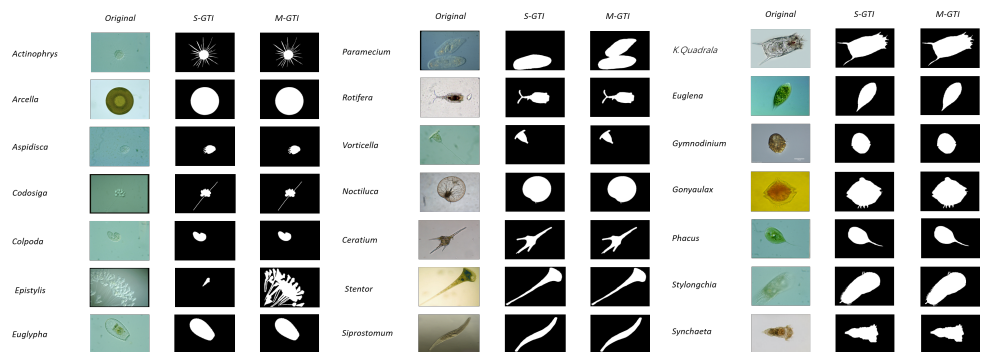 Original S-GTI M-GTI Original S-GTI M-GTI Original S-GTI M-GTI
Actinophrys Paramecium K.Quadrala
Arcella Rotifera Euglena
Aspidisca Vorticella Gymnodinium
Codosiga Noctiluca Gonyaulax
Colpoda Ceratium Phacus
Epistylis Stentor Stylongchia
Euglypha Siprostomum Synchaeta